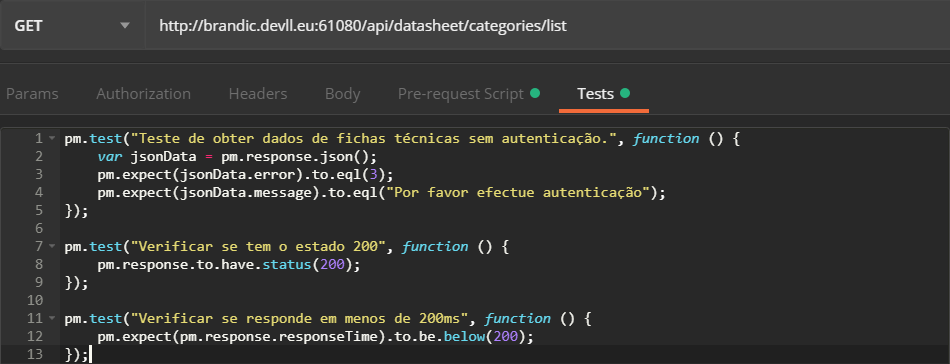 GET http://brandic.devll.eu:61080/api/datasheet/categories/list
Params Authorization Headers Body Pre-request Script Tests
1 pm.test("Teste de obter dados de fichas técnicas sem autenticação.", function () {
2 var jsonData = pm.response.json();
3 pm.expect(jsonData.error).to.eql(3);
4 pm.expect(jsonData.message).to.eql("Por favor efectue autenticação");
5 });
6
7 pm.test("Verificar se tem o estado 200", function () {
8 pm.response.to.have.status(200);
9 });
10
11 pm.test("Verificar se responde em menos de 200ms", function () {
12 pm.expect(pm.response.responseTime).to.be.below(200);
13 });